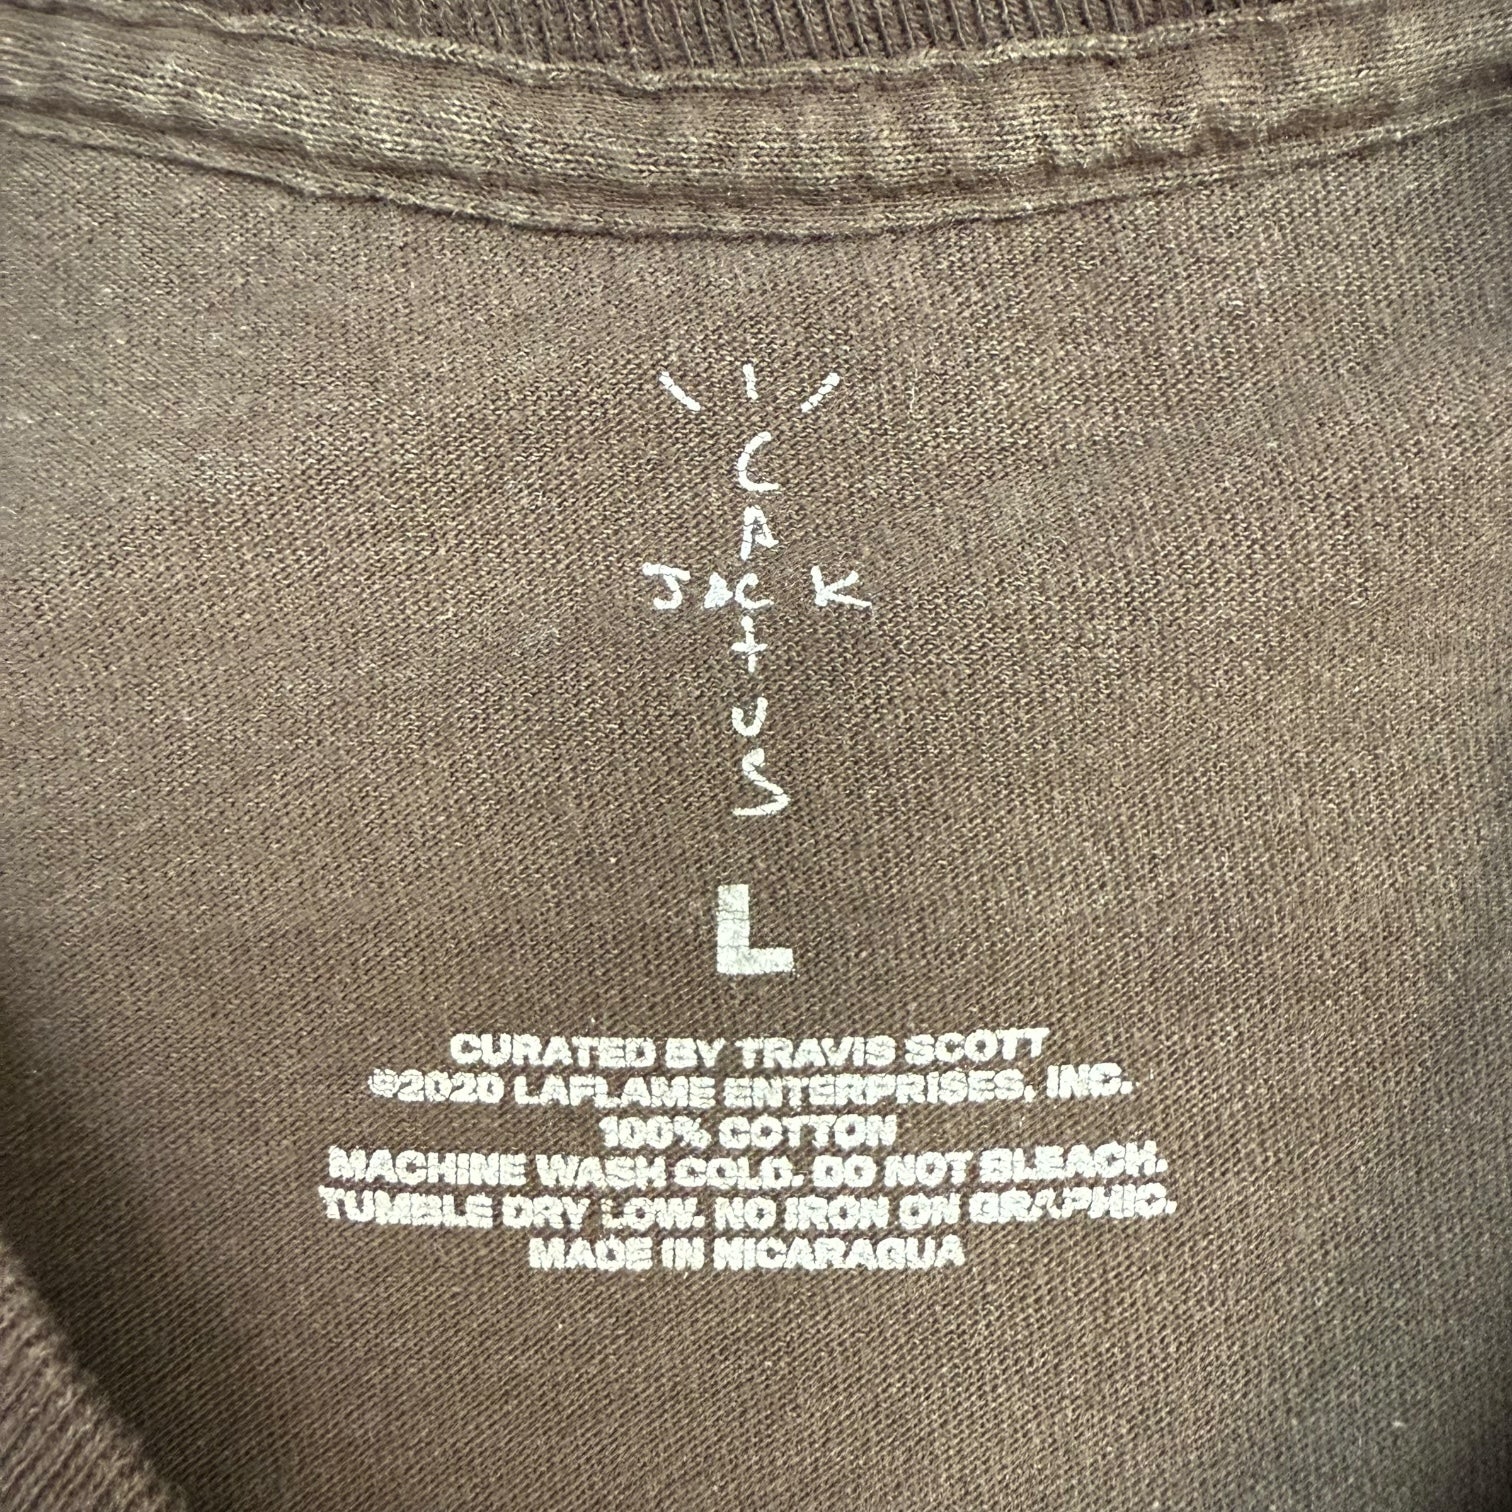 CACTUS
JACK
L
CURATED BY TRAVIS SCOTT
©2020 LAFLAME ENTERPRISES, INC.
100% COTTON
MACHINE WASH COLD. DO NOT BLEACH.
TUMBLE DRY LOW. NO IRON ON GRAPHIC.
MADE IN NICARAGUA